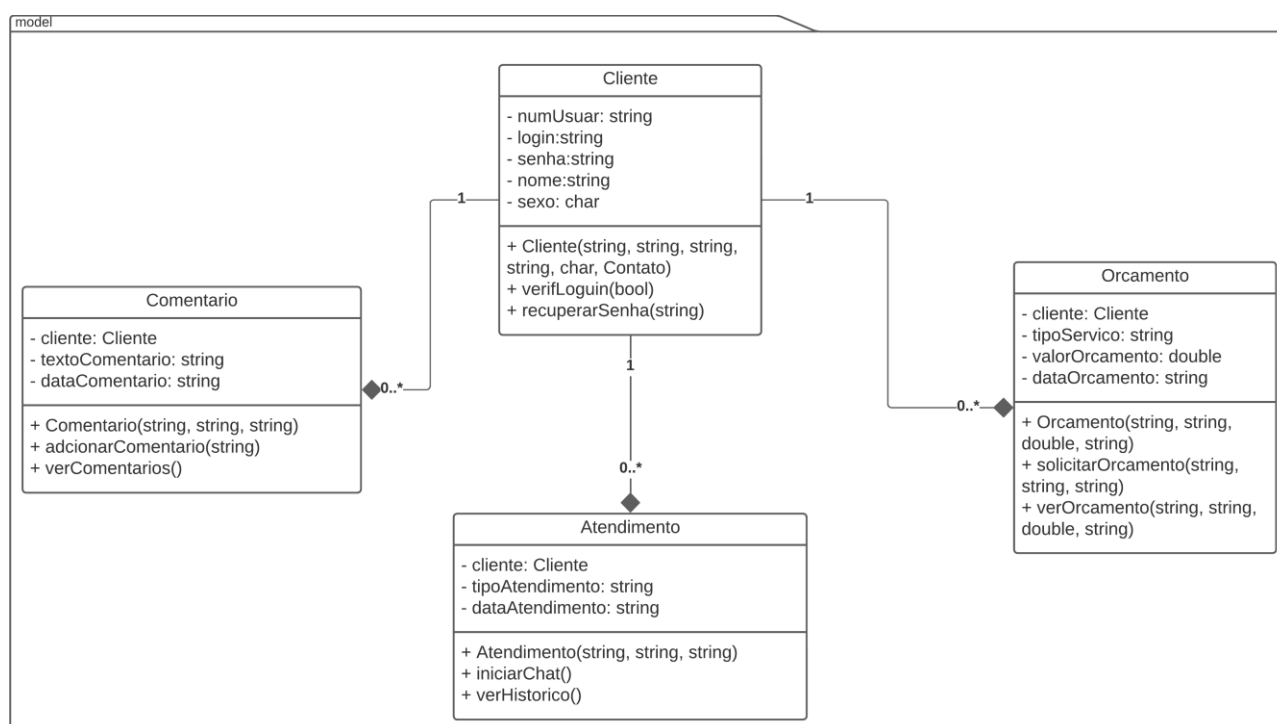 model
Cliente
- numUsuar: string
- login:string
- senha:string
- nome:string
- sexo: char
+ Cliente(string, string, string,
string, char, Contato)
+ verifLoguin(bool)
+ recuperarSenha(string)
1
1
1
Comentario
- cliente: Cliente
- textoComentario: string
- dataComentario: string
+ Comentario(string, string, string)
+ adcionarComentario(string)
+ verComentarios()
0..*
Orcamento
- cliente: Cliente
- tipoServico: string
- valorOrcamento: double
- dataOrcamento: string
+ Orcamento(string, string,
double, string)
+ solicitarOrcamento(string,
string, string)
+ verOrcamento(string, string,
double, string)
0..*
0..*
Atendimento
- cliente: Cliente
- tipoAtendimento: string
- dataAtendimento: string
+ Atendimento(string, string, string)
+ iniciarChat()
+ verHistorico()